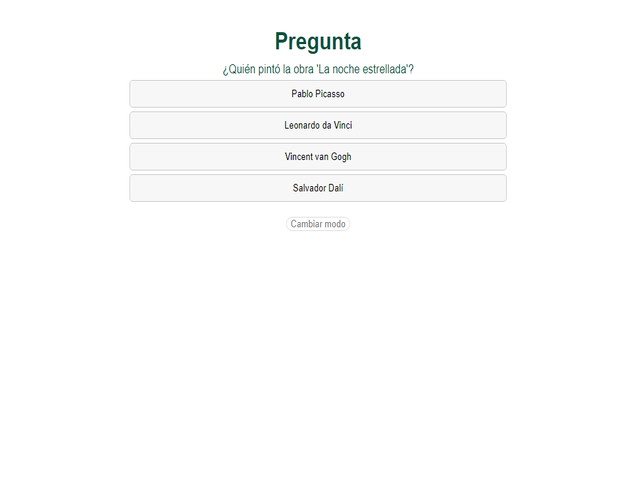 Pregunta
¿Quién pintó la obra 'La noche estrellada'?
Pablo Picasso
Leonardo da Vinci
Vincent van Gogh
Salvador Dalí
Cambiar modo